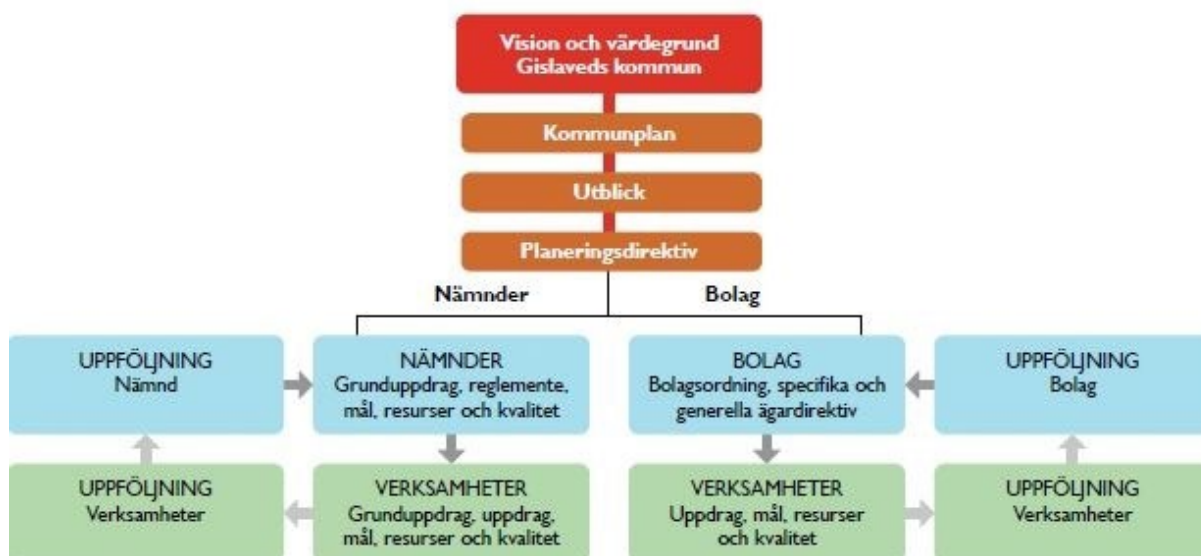 Vision och värdegrund
Gislaveds kommun
Kommunplan
Utblick
Planeringsdirektiv
Nämnder
Bolag
UPPFÖLJNING
Nämnd
NÄMNDER
Grunduppdrag, reglemente,
mål, resurser och kvalitet
BOLAG
Bolagsordning, specifika och
generella ägardirektiv
UPPFÖLJNING
Bolag
UPPFÖLJNING
Verksamheter
VERKSAMHETER
Grunduppdrag, uppdrag,
mål, resurser och kvalitet
VERKSAMHETER
Uppdrag, mål, resurser
och kvalitet
UPPFÖLJNING
Verksamheter